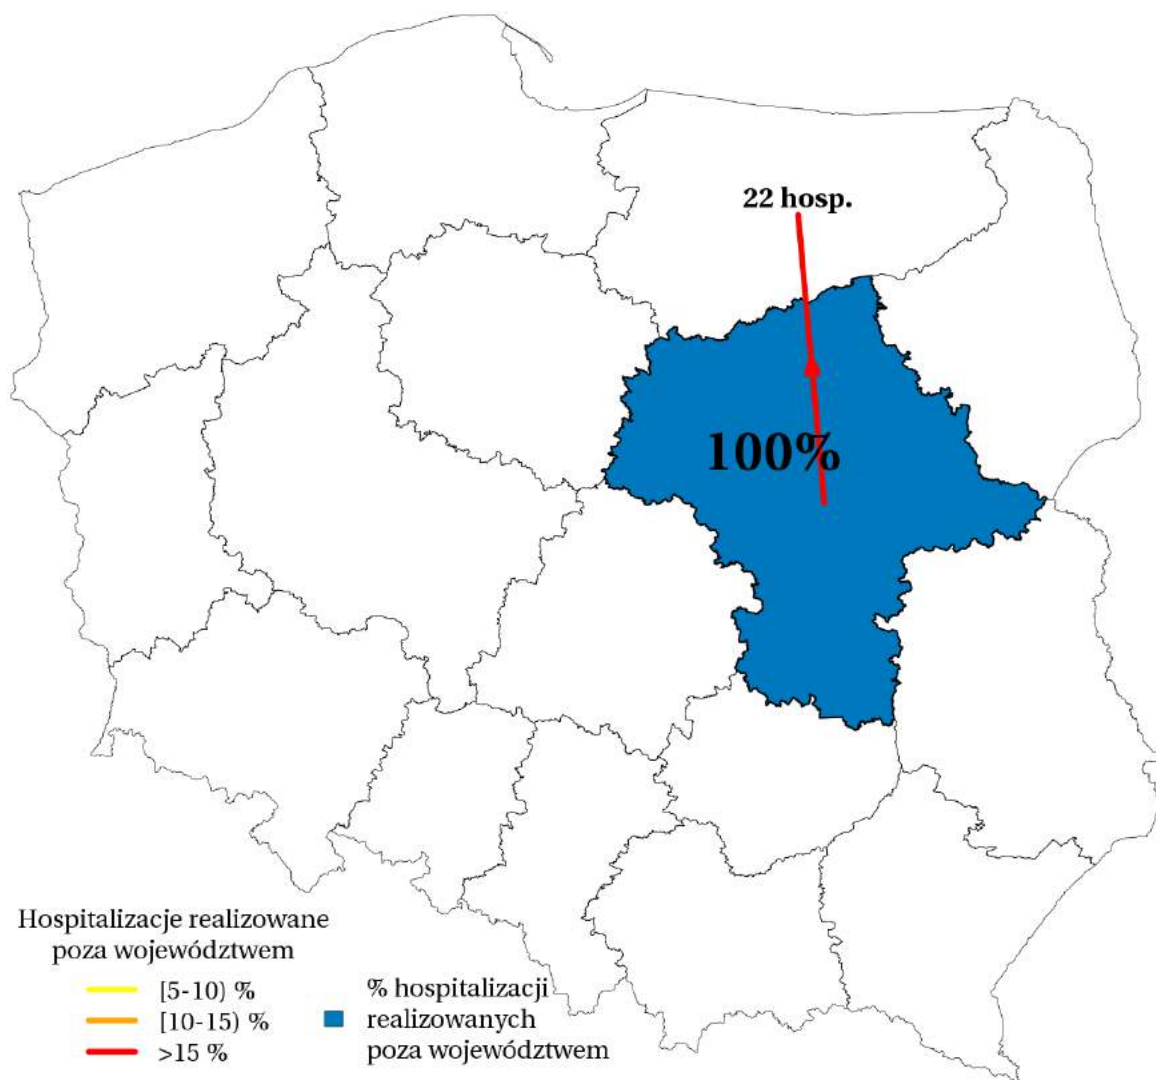 22 hosp.
100%
Hospitalizacje realizowane
poza województwem
[5-10) %
[10-15) %
>15 %
% hospitalizacji
realizowanych
poza województwem